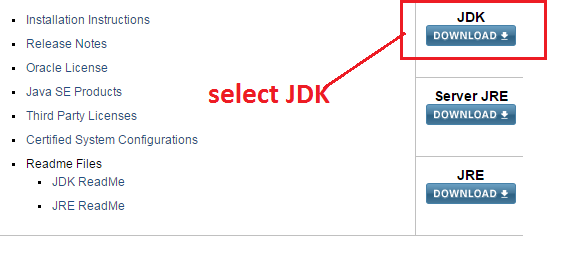 Installation Instructions
Release Notes
Oracle License
Java SE Products
Third Party Licenses
Certified System Configurations
Readme Files
JDK ReadMe
JRE ReadMe
select JDK
JDK
DOWNLOAD
Server JRE
DOWNLOAD
JRE
DOWNLOAD